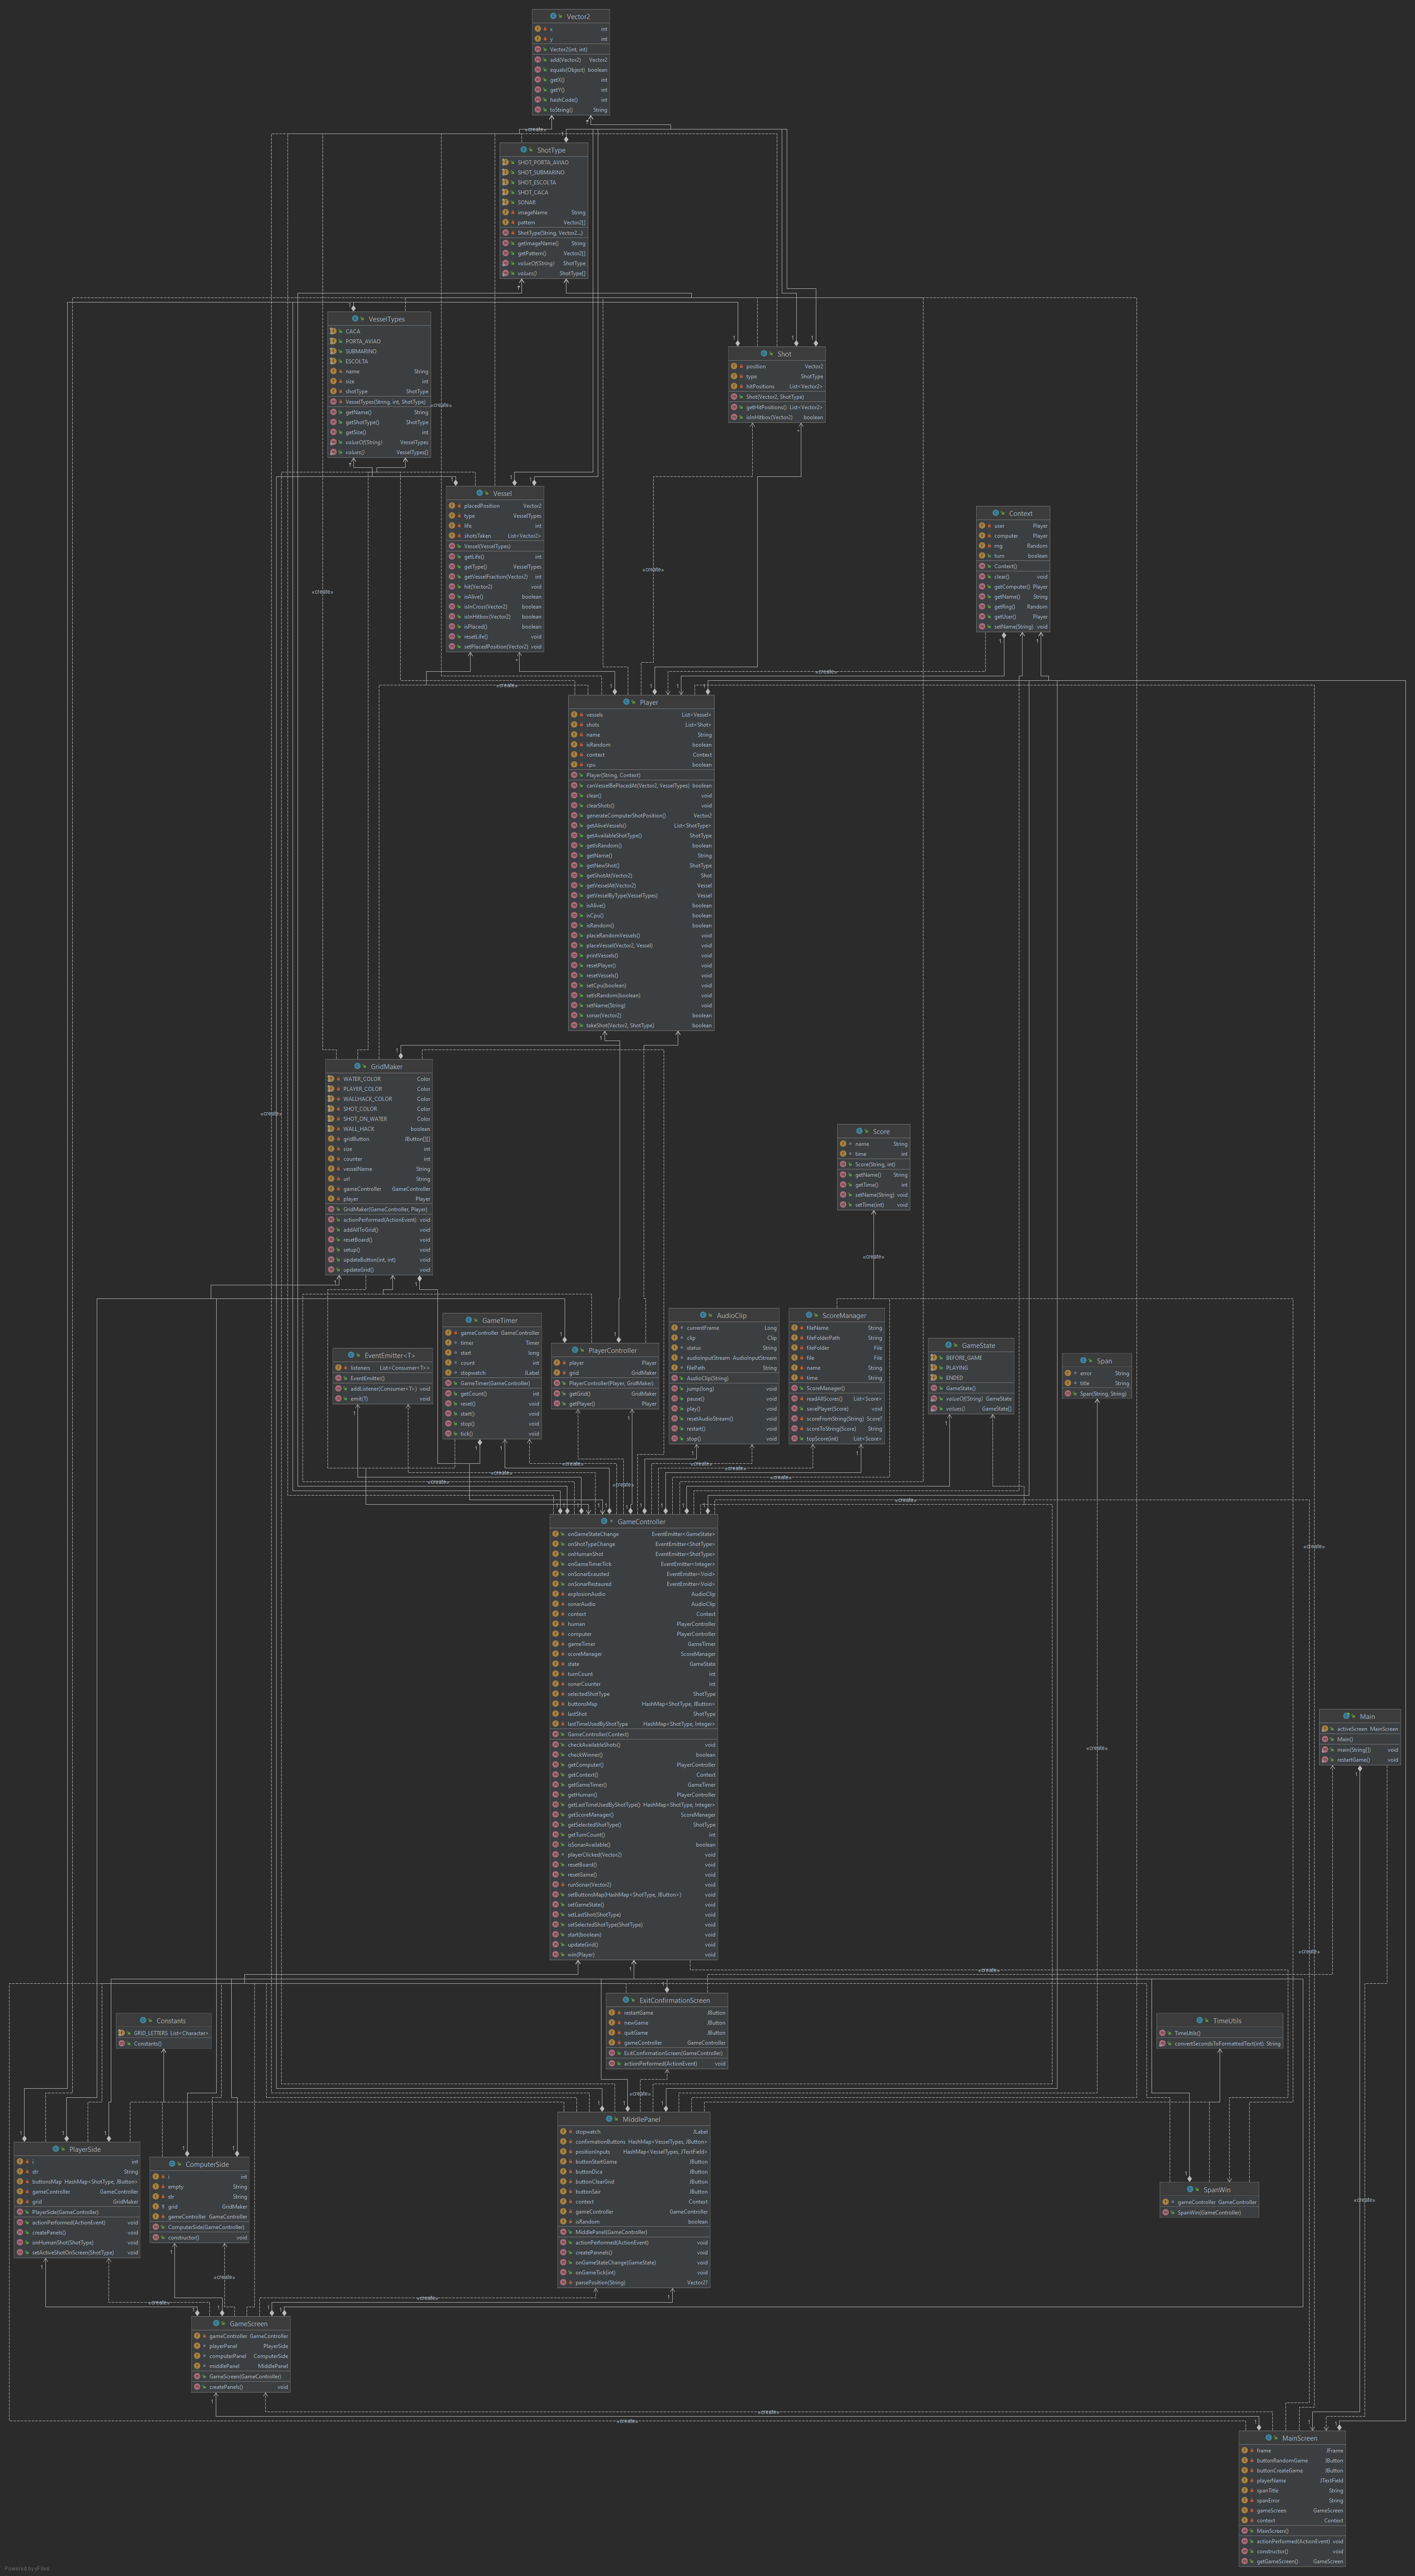 Vector2
x int
y int
Vector2(int, int)
add(Vector2) Vector2
equals(Object) boolean
getX() int
getY() int
hashCode() int
toString() String
«create»
ShotType
SHOT_PORTA_AVIAO
SHOT_SUBMARINO
SHOT_ESCOLTA
SHOT_CACA
SONAR
imageName String
pattern Vector2[]
ShotType(String, Vector2...)
getImageName() String
getPattern() Vector2[]
valueOf(String) ShotType
values() ShotType[]
VesselTypes
CACA
PORTA_AVIAO
SUBMARINO
ESCOLTA
name String
size int
shotType ShotType
VesselTypes(String, int, ShotType)
getName() String
getShotType() ShotType
getSize() int
valueOf(String) VesselTypes
values() VesselTypes[]
«create»
Shot
position Vector2
type ShotType
hitPositions List<Vector2>
Shot(Vector2, ShotType)
getHitPositions() List<Vector2>
isInHitbox(Vector2) boolean
Vessel
placedPosition Vector2
type VesselTypes
life int
shotsTaken List<Vector2>
Vessel(VesselTypes)
getLife() int
getType() VesselTypes
getVesselFraction(Vector2) int
hit(Vector2) void
isAlive() boolean
isInCross(Vector2) boolean
isInHitbox(Vector2) boolean
isPlaced() boolean
resetLife() void
setPlacedPosition(Vector2) void
«create»
«create»
Context
user Player
computer Player
rng Random
turn boolean
Context()
clear() void
getComputer() Player
getName() String
getRng() Random
getUser() Player
setName(String) void
«create»
«create»
Player
vessels List<Vessel>
shots List<Shot>
name String
isRandom boolean
context Context
cpu boolean
Player(String, Context)
canVesselBePlacedAt(Vector2, VesselTypes) boolean
clear() void
clearShots() void
generateComputerShotPosition() Vector2
getAliveVessels() List<ShotType>
getAvailableShotType() ShotType
getIsRandom() boolean
getName() String
getNewShot() ShotType
getShotAt(Vector2) Shot
getVesselAt(Vector2) Vessel
getVesselByType(VesselTypes) Vessel
isAlive() boolean
isCpu() boolean
isRandom() boolean
placeRandomVessels() void
placeVessel(Vector2, Vessel) void
printVessels() void
resetPlayer() void
resetVessels() void
setCpu(boolean) void
setIsRandom(boolean) void
setName(String) void
sonar(Vector2) boolean
takeShot(Vector2, ShotType) boolean
GridMaker
WATER_COLOR Color
PLAYER_COLOR Color
WALLHACK_COLOR Color
SHOT_COLOR Color
SHOT_ON_WATER Color
WALL_HACK boolean
gridButton JButton[][]
size int
counter int
vesselName String
url String
gameController GameController
player Player
GridMaker(GameController, Player)
actionPerformed(ActionEvent) void
addAllToGrid() void
resetBoard() void
setup() void
updateButton(int, int) void
updateGrid() void
«create»
Score
name String
time int
Score(String, int)
getName() String
getTime() int
setName(String) void
setTime(int) void
«create»
EventEmitter<T>
listeners List<Consumer<T>>
EventEmitter()
addListener(Consumer<T>) void
emit(T) void
GameTimer
gameController GameController
timer Timer
start long
count int
stopwatch JLabel
GameTimer(GameController)
getCount() int
reset() void
start() void
stop() void
tick() void
PlayerController
player Player
grid GridMaker
PlayerController(Player, GridMaker)
getGrid() GridMaker
getPlayer() Player
AudioClip
currentFrame Long
clip Clip
status String
audioInputStream AudioInputStream
filePath String
AudioClip(String)
jump(long) void
pause() void
play() void
resetAudioStream() void
restart() void
stop() void
ScoreManager
fileName String
fileFolderPath String
fileFolder File
file File
name String
time String
ScoreManager()
readAllScores() List<Score>
savePlayer(Score) void
scoreFromString(String) Score?
scoreToString(Score) String
topScore(int) List<Score>
GameState
BEFORE_GAME
PLAYING
ENDED
GameState()
valueOf(String) GameState
values() GameState[]
Span
error String
title String
Span(String, String)
«create»
«create»
«create»
«create»
«create»
«create»
«create»
«create»
GameController
onGameStateChange EventEmitter<GameState>
onShotTypeChange EventEmitter<ShotType>
onHumanShot EventEmitter<ShotType>
onGameTimerTick EventEmitter<Integer>
onSonarExausted EventEmitter<Void>
onSonarRestaured EventEmitter<Void>
explosionAudio AudioClip
sonarAudio AudioClip
context Context
human PlayerController
computer PlayerController
gameTimer GameTimer
scoreManager ScoreManager
state GameState
turnCount int
sonarCounter int
selectedShotType ShotType
buttonsMap HashMap<ShotType, JButton>
lastShot ShotType
lastTimeUsedByShotType HashMap<ShotType, Integer>
GameController(Context)
checkAvailableShots() void
checkWinner() boolean
getComputer() PlayerController
getContext() Context
getGameTimer() GameTimer
getHuman() PlayerController
getLastTimeUsedByShotType() HashMap<ShotType, Integer>
getScoreManager() ScoreManager
getSelectedShotType() ShotType
getTurnCount() int
isSonarAvailable() boolean
playerClicked(Vector2) void
resetBoard() void
resetGame() void
runSonar(Vector2) void
setButtonsMap(HashMap<ShotType, JButton>) void
setGameState() void
setLastShot(ShotType) void
setSelectedShotType(ShotType) void
start(boolean) void
updateGrid() void
win(Player) void
Main
activeScreen MainScreen
Main()
main(String[]) void
restartGame() void
«create»
«create»
«create»
ExitConfirmationScreen
restartGame JButton
newGame JButton
quitGame JButton
gameController GameController
ExitConfirmationScreen(GameController)
actionPerformed(ActionEvent) void
Constants
GRID_LETTERS List<Character>
Constants()
TimeUtils
TimeUtils()
convertSecondsToFormattedText(int) String
«create»
«create»
MiddlePanel
stopwatch JLabel
confirmationButtons HashMap<VesselTypes, JButton>
positionInputs HashMap<VesselTypes, JTextField>
buttonStartGame JButton
buttonDica JButton
buttonClearGrid JButton
buttonSair JButton
context Context
gameController GameController
isRandom boolean
MiddlePanel(GameController)
actionPerformed(ActionEvent) void
createPannels() void
onGameStateChange(GameState) void
onGameTick(int) void
parsePosition(String) Vector2?
PlayerSide
i int
str String
buttonsMap HashMap<ShotType, JButton>
gameController GameController
grid GridMaker
PlayerSide(GameController)
actionPerformed(ActionEvent) void
createPanels() void
onHumanShot(ShotType) void
setActiveShotOnScreen(ShotType) void
ComputerSide
i int
empty String
str String
grid GridMaker
gameController GameController
ComputerSide(GameController)
constructor() void
SpanWin
gameController GameController
SpanWin(GameController)
«create»
«create»
«create»
GameScreen
gameController GameController
playerPanel PlayerSide
computerPanel ComputerSide
middlePanel MiddlePanel
GameScreen(GameController)
createPanels() void
«create»
«create»
MainScreen
frame JFrame
buttonRandomGame JButton
buttonCreateGame JButton
playerName JTextField
spanTitle String
spanError String
gameScreen GameScreen
context Context
MainScreen()
actionPerformed(ActionEvent) void
constructor() void
getGameScreen() GameScreen
Powered by yFiles